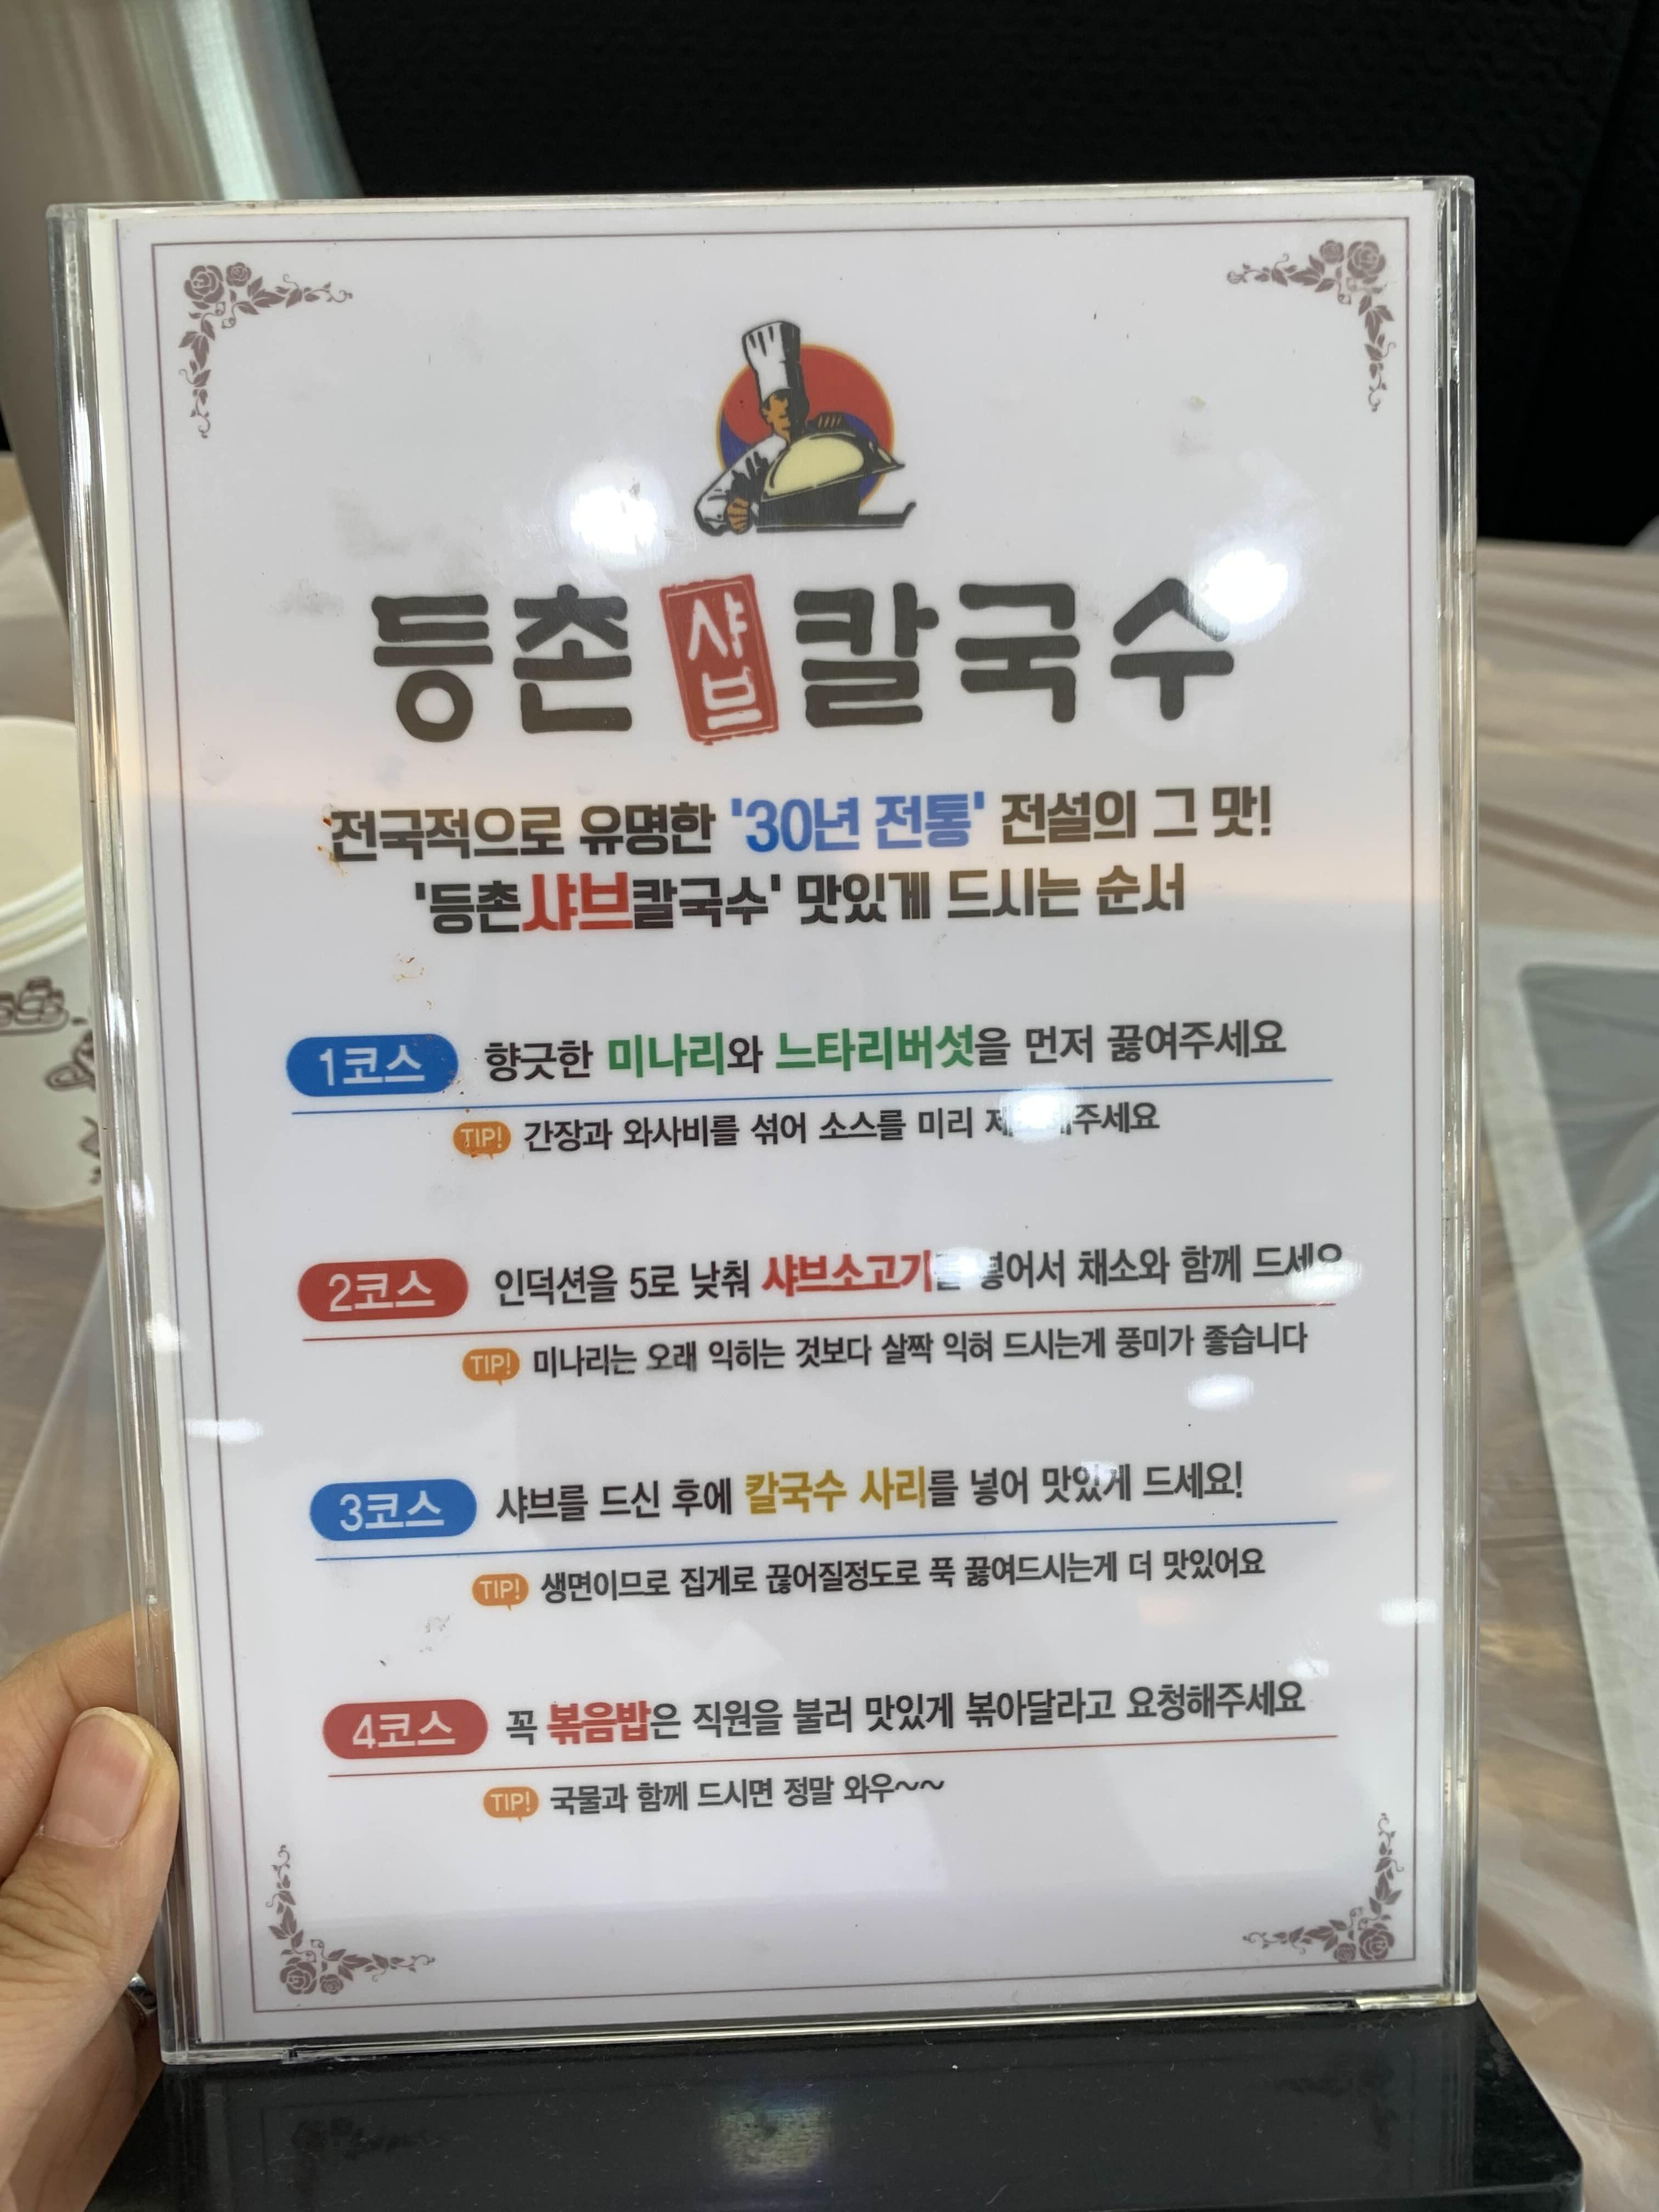 등촌 샤브 칼국수
전국적으로 유명한 '30년 전통' 전설의 그 맛!
'등촌샤브칼국수' 맛있게 드시는 순서
1코스 향긋한 미나리와 느타리버섯을 먼저 끓여주세요
TIP! 간장과 와사비를 섞어 소스를 미리
2코스 인덕션을 5로 낮춰 샤브소고기 넣어서 채소와 함께 드세요
TIP! 미나리는 오래 익히는 것보다 살짝 익혀 드시는게 풍미가 좋습니다
3코스 샤브를 드신 후에 칼국수 사리를 넣어 맛있게 드세요!
TIP! 생면이므로 집게로 끊어질정도로 푹 끓여드시는게 더 맛있어요
4코스 꼭 볶음밥은 직원을 불러 맛있게 볶아달라고 요청해주세요
TIP! 국물과 함께 드시면 정말 와우~~